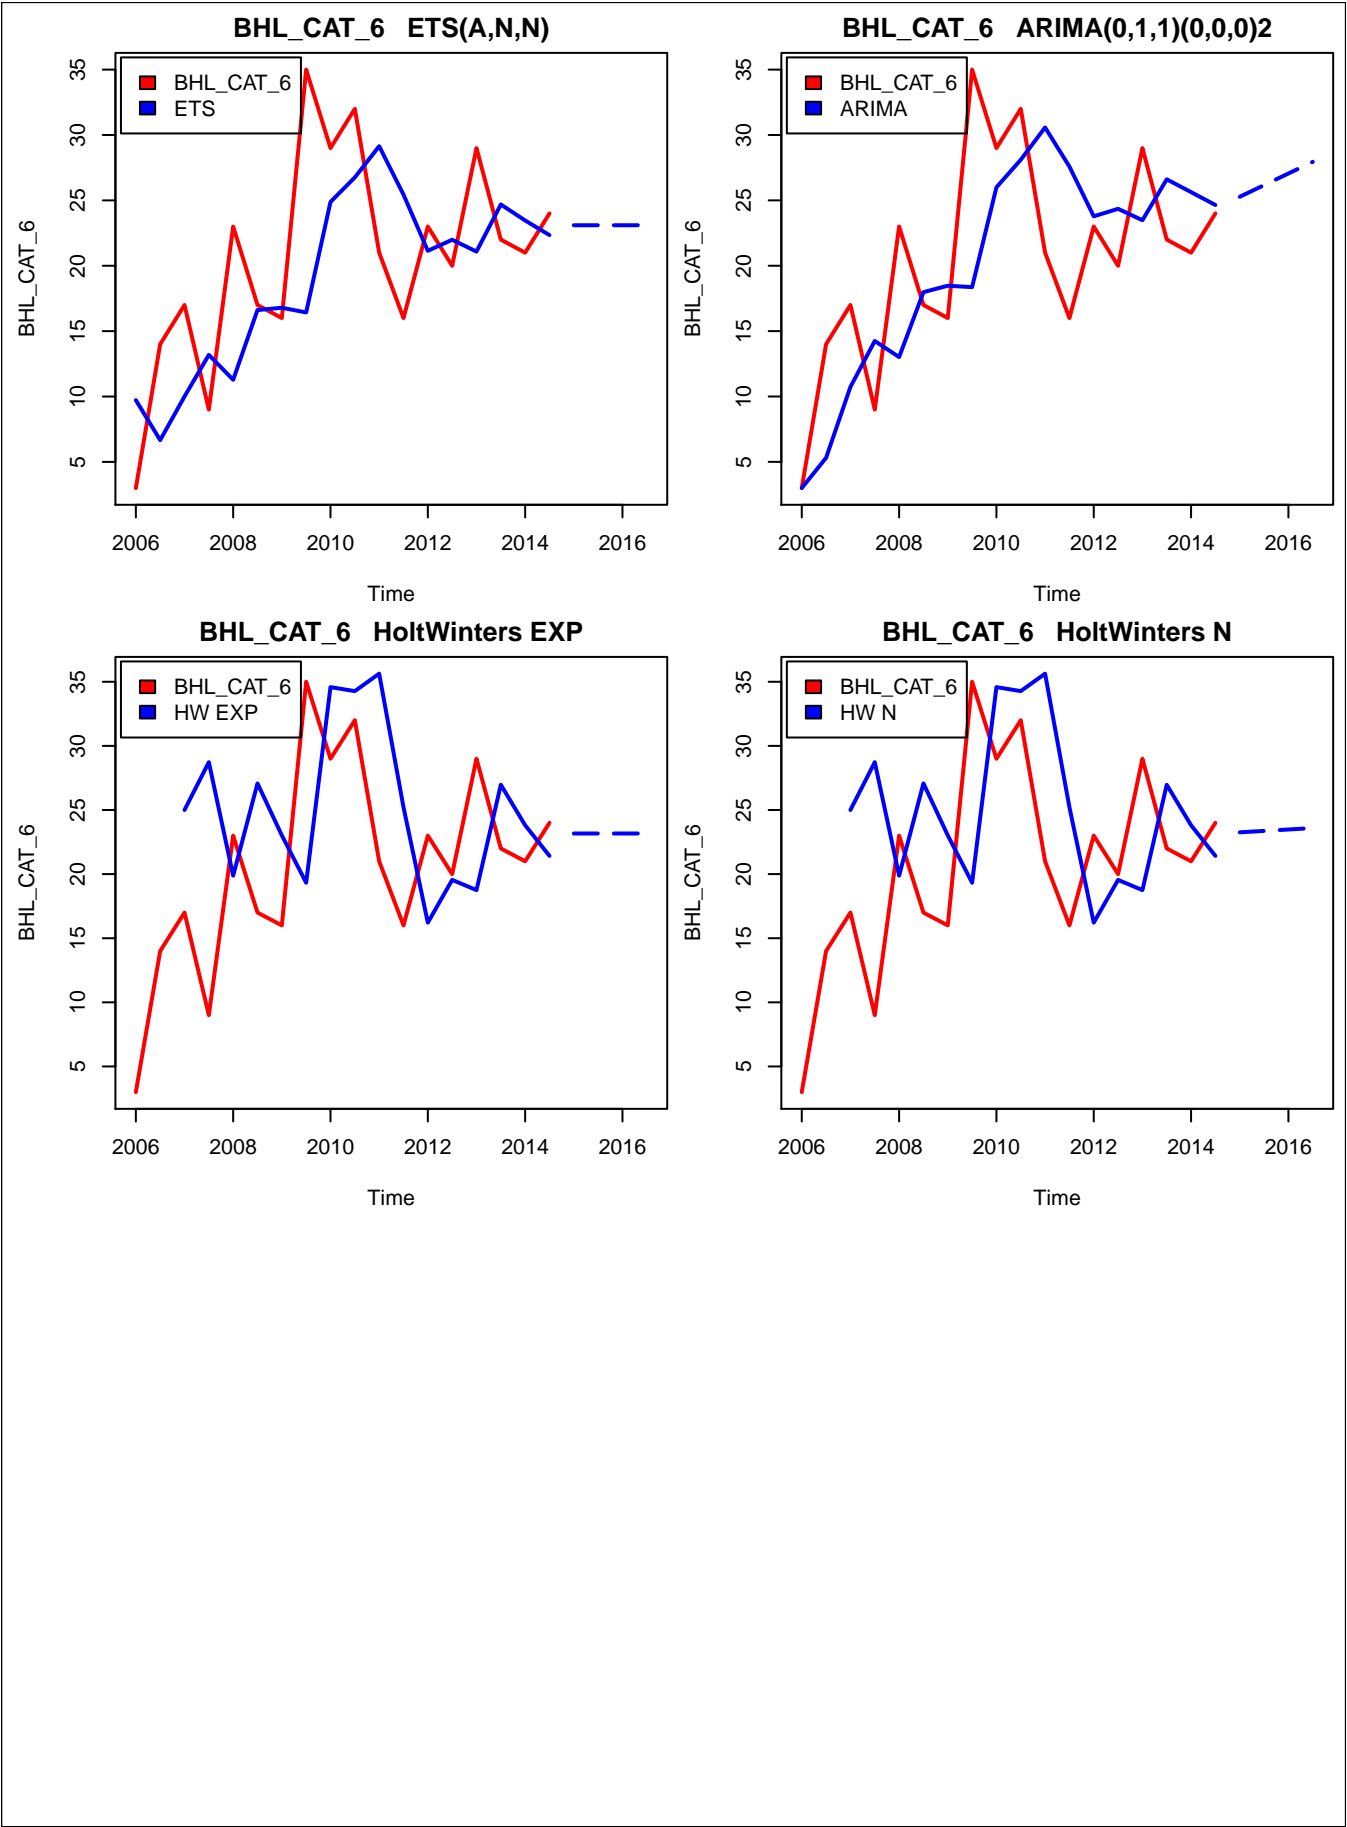 BHL_CAT_6   ETS(A,N,N)
BHL_CAT_6
ETS
35
30
25
20
15
10
5
BHL_CAT_6
2006 2008 2010 2012 2014 2016
Time
BHL_CAT_6   ARIMA(0,1,1)(0,0,0)2
BHL_CAT_6
ARIMA
35
30
25
20
15
10
5
BHL_CAT_6
2006 2008 2010 2012 2014 2016
Time
BHL_CAT_6   HoltWinters EXP
BHL_CAT_6
HW EXP
35
30
25
20
15
10
5
BHL_CAT_6
2006 2008 2010 2012 2014 2016
Time
BHL_CAT_6   HoltWinters N
BHL_CAT_6
HW N
35
30
25
20
15
10
5
BHL_CAT_6
2006 2008 2010 2012 2014 2016
Time